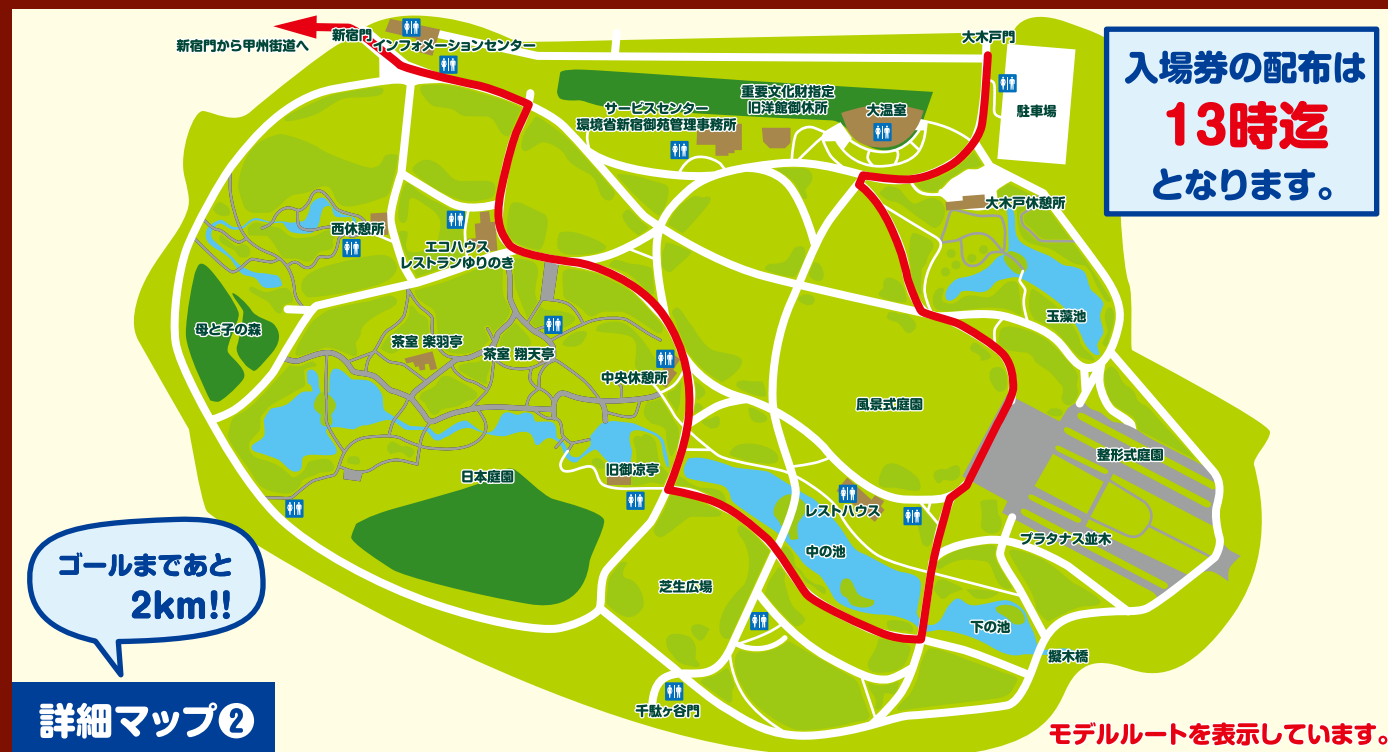 新宿門から甲州街道へ
新宿門
インフォメーションセンター
大木戸門
入場券の配布は
13時迄
となります。
重要文化財指定
旧洋館御休所
大温室
サービスセンター
環境省新宿御苑管理事務所
駐車場
大木戸休憩所
西休憩所
エコハウス
レストランゆりのき
母と子の森
玉藻池
茶室 楽羽亭
茶室 翔天亭
中央休憩所
風景式庭園
整形式庭園
日本庭園
旧御凉亭
レストハウス
プラタナス並木
中の池
芝生広場
下の池
擬木橋
千駄ヶ谷門
ゴールまであと
2km!!
詳細マップ❷
モデルルートを表示しています。